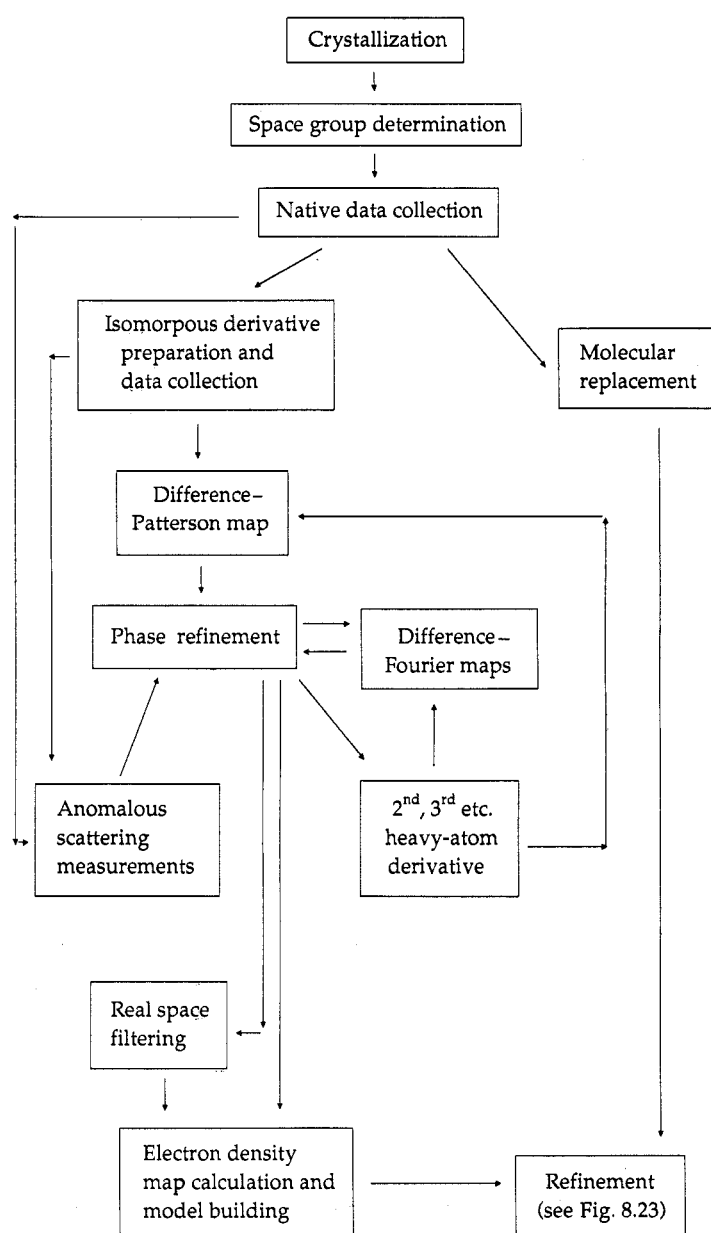 Crystallization
Space group determination
Native data collection
Isomorpous derivative
preparation and
data collection
Molecular
replacement
Difference–
Patterson map
Phase refinement
Difference–
Fourier maps
Anomalous
scattering
measurements
2nd, 3rd etc.
heavy-atom
derivative
Real space
filtering
Electron density
map calculation and
model building
Refinement
(see Fig. 8.23)